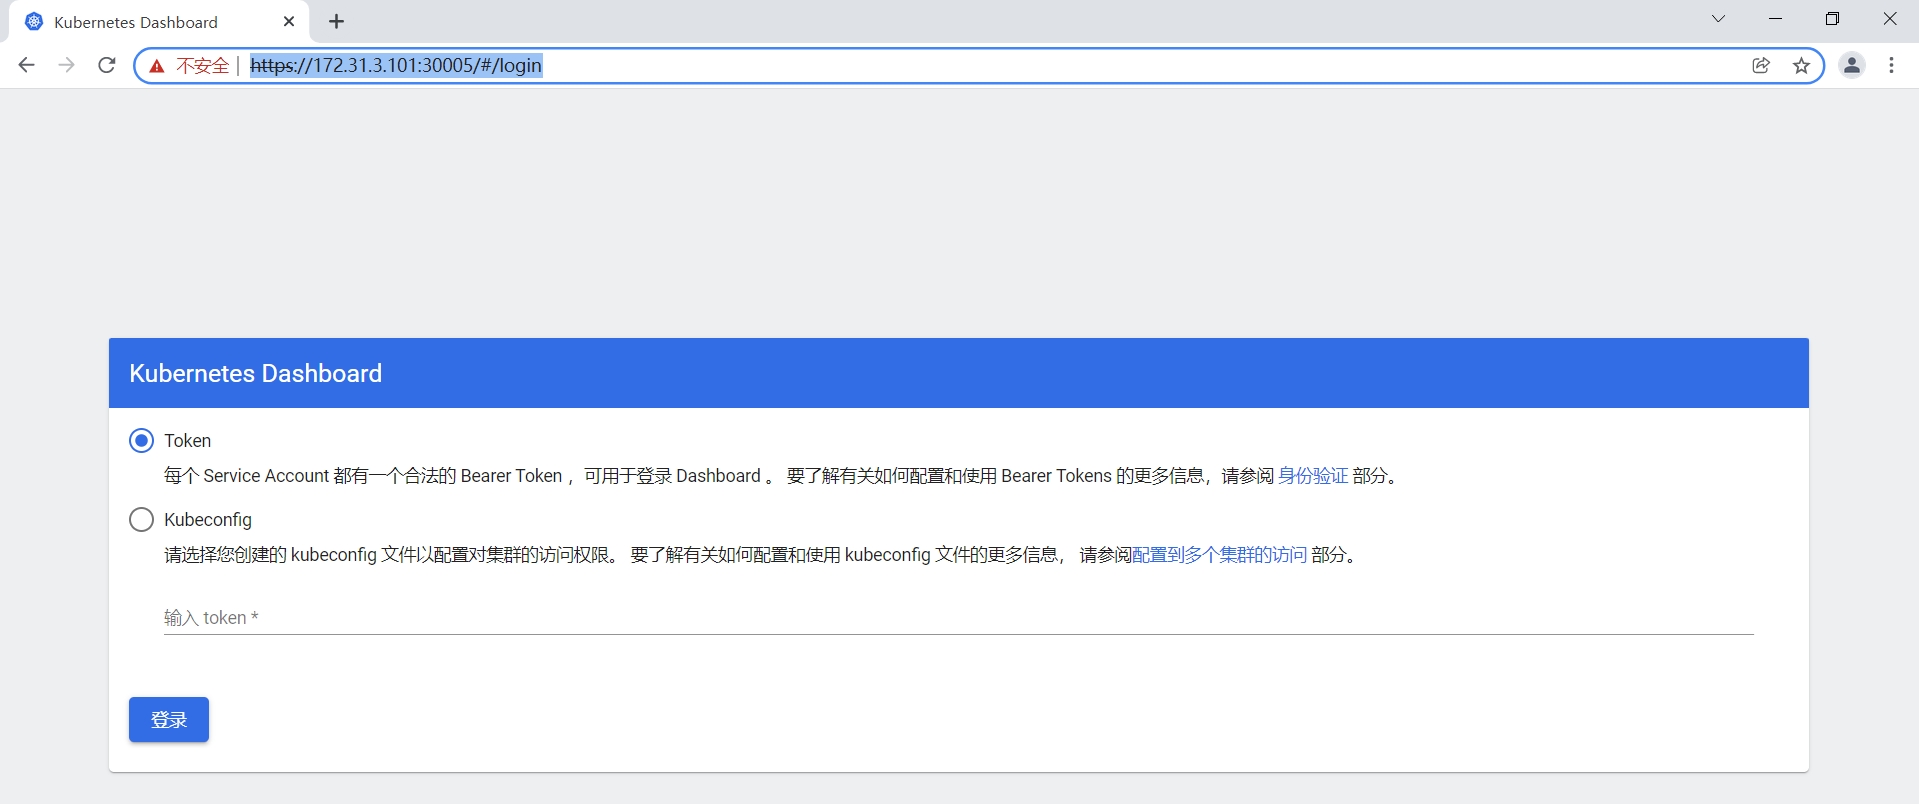 Kubernetes Dashboard
不安全 | https://172.31.3.101:30005/#/login
Kubernetes Dashboard
Token
每个 Service Account 都有一个合法的 Bearer Token ，可用于登录 Dashboard 。 要了解有关如何配置和使用 Bearer Tokens 的更多信息，请参阅 身份验证 部分。
Kubeconfig
请选择您创建的 kubeconfig 文件以配置对集群的访问权限。 要了解有关如何配置和使用 kubeconfig 文件的更多信息， 请参阅配置到多个集群的访问 部分。
输入 token *
登录